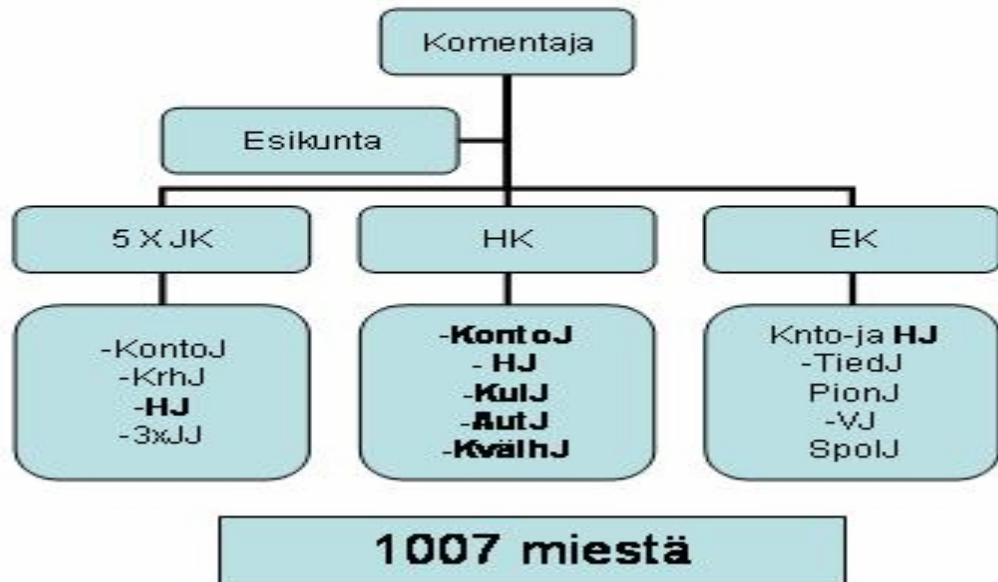 Komentaja
Esikunta
5 X JK
HK
EK
-KontoJ
-KrhJ
-HJ
-3xJJ
-KontoJ
- HJ
-KulJ
-AutJ
-KvälhJ
Knto-ja HJ
-TiedJ
PionJ
-VJ
SpolJ
1007 miestä